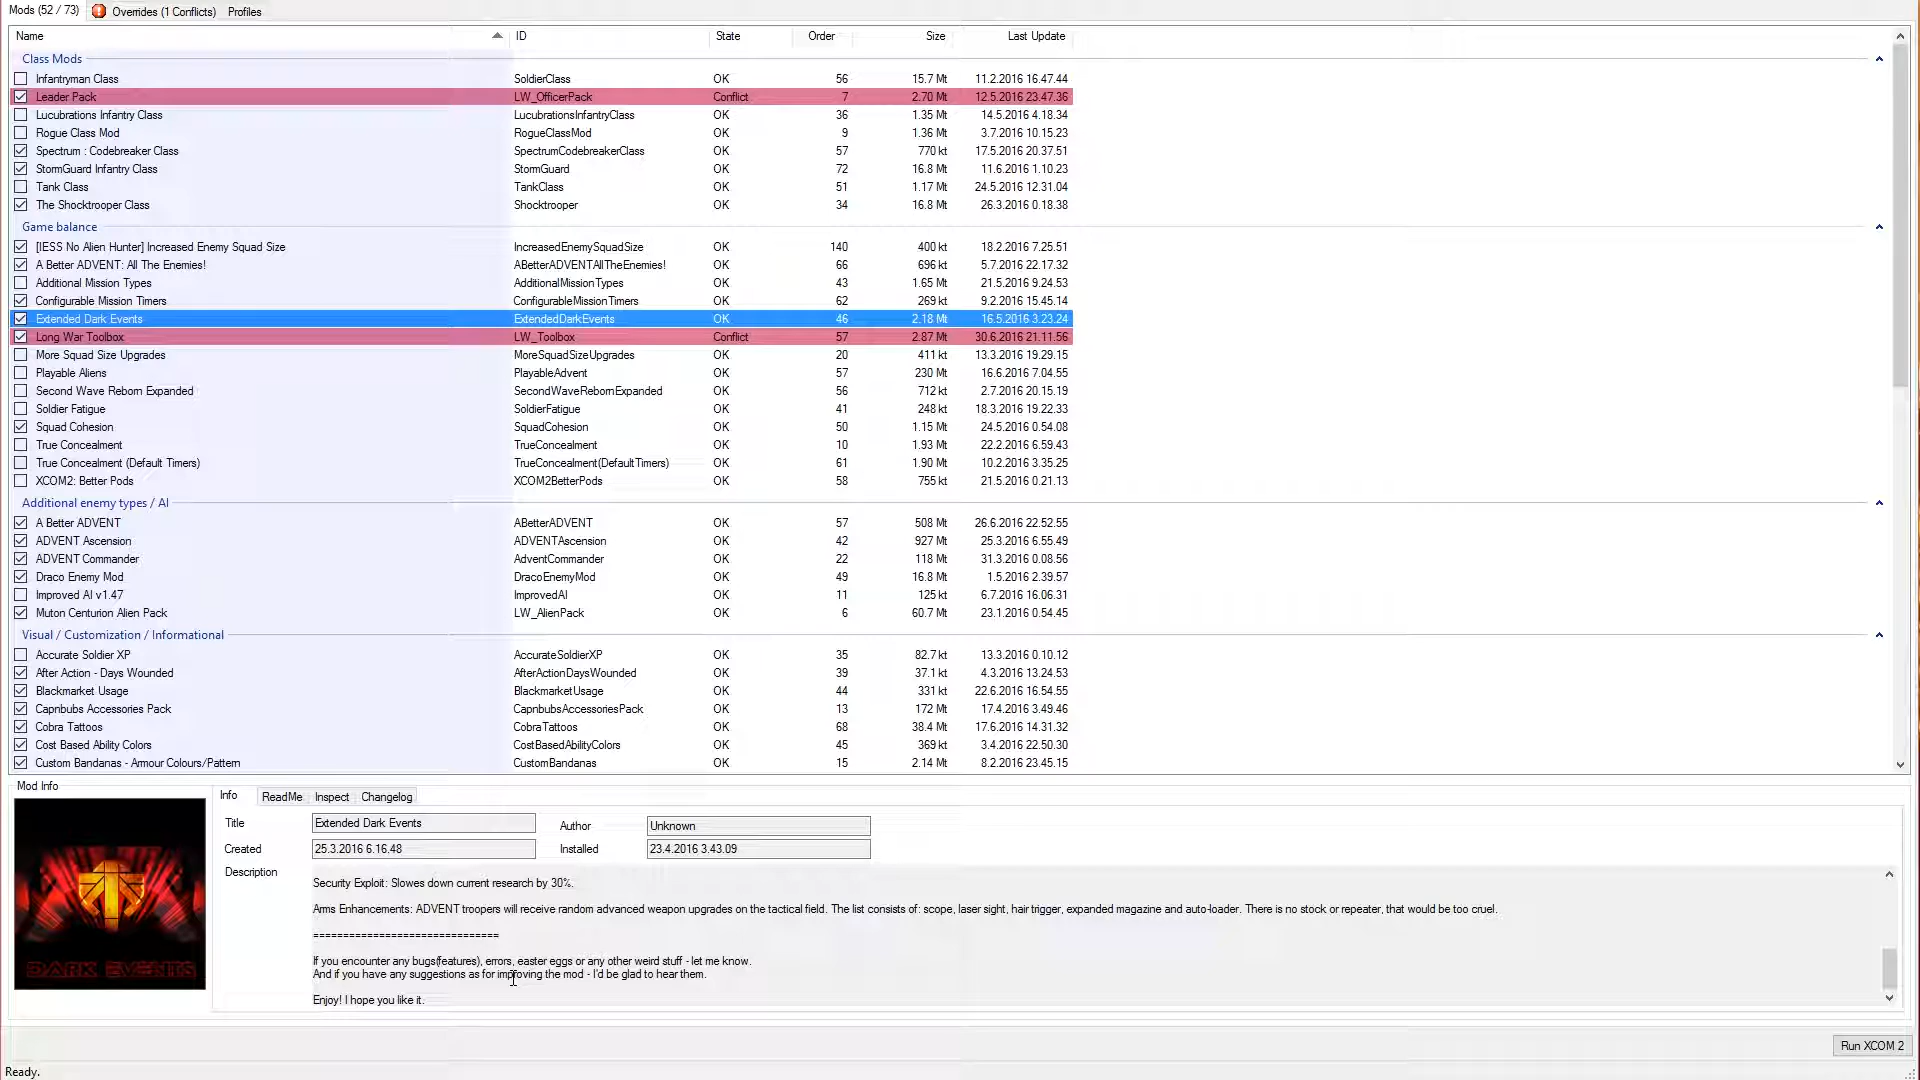 Mods (52 / 73) Overrides (1 Conflicts) Profiles
Name ID State Order Size Last Update
Class Mods
Infantryman Class SoldierClass OK 56 15.7 Mt 11.2.2016 16.47.44
Leader Pack LW_OfficerPack Conflict 7 2.70 Mt 12.5.2016 23.47.36
Lucubrations Infantry Class LucubrationsInfantryClass OK 36 1.35 Mt 14.5.2016 4.18.34
Rogue Class Mod RogueClassMod OK 9 1.36 Mt 3.7.2016 10.15.23
Spectrum : Codebreaker Class SpectrumCodebreakerClass OK 57 770 kt 17.5.2016 20.37.51
StormGuard Infantry Class StormGuard OK 72 16.8 Mt 11.6.2016 1.10.23
Tank Class TankClass OK 51 1.17 Mt 24.5.2016 12.31.04
The Shocktrooper Class Shocktrooper OK 34 16.8 Mt 26.3.2016 0.18.38
Game balance
[IESS No Alien Hunter] Increased Enemy Squad Size IncreasedEnemySquadSize OK 140 400 kt 18.2.2016 7.25.51
A Better ADVENT: All The Enemies! ABetterADVENTAllTheEnemies! OK 66 696 kt 5.7.2016 22.17.32
Additional Mission Types AdditionalMissionTypes OK 43 1.65 Mt 21.5.2016 9.24.53
Configurable Mission Timers ConfigurableMissionTimers OK 62 269 kt 9.2.2016 15.45.14
Extended Dark Events ExtendedDarkEvents OK 46 2.18 Mt 16.5.2016 3.23.24
Long War Toolbox LW_Toolbox Conflict 57 2.87 Mt 30.6.2016 21.11.56
More Squad Size Upgrades MoreSquadSizeUpgrades OK 20 411 kt 13.3.2016 19.29.15
Playable Aliens PlayableAdvent OK 57 230 Mt 16.6.2016 7.04.55
Second Wave Reborn Expanded SecondWaveRebornExpanded OK 56 712 kt 2.7.2016 20.15.19
Soldier Fatigue SoldierFatigue OK 41 248 kt 18.3.2016 19.22.33
Squad Cohesion SquadCohesion OK 50 1.15 Mt 24.5.2016 0.54.08
True Concealment TrueConcealment OK 10 1.93 Mt 22.2.2016 6.59.43
True Concealment (Default Timers) TrueConcealment(DefaultTimers) OK 61 1.90 Mt 10.2.2016 3.35.25
XCOM2: Better Pods XCOM2BetterPods OK 58 755 kt 21.5.2016 0.21.13
Additional enemy types / AI
A Better ADVENT ABetterADVENT OK 57 508 Mt 26.6.2016 22.52.55
ADVENT Ascension ADVENTAscension OK 42 927 Mt 25.3.2016 6.55.49
ADVENT Commander AdventCommander OK 22 118 Mt 31.3.2016 0.08.56
Draco Enemy Mod DracoEnemyMod OK 49 16.8 Mt 1.5.2016 2.39.57
Improved AI v1.47 ImprovedAI OK 11 125 kt 6.7.2016 16.06.31
Muton Centurion Alien Pack LW_AlienPack OK 6 60.7 Mt 23.1.2016 0.54.45
Visual / Customization / Informational
Accurate Soldier XP AccurateSoldierXP OK 35 82.7 kt 13.3.2016 0.10.12
After Action - Days Wounded AfterActionDaysWounded OK 39 37.1 kt 4.3.2016 13.24.53
Blackmarket Usage BlackmarketUsage OK 44 331 kt 22.6.2016 16.54.55
Capnbubs Accessories Pack CapnbubsAccessoriesPack OK 13 172 Mt 17.4.2016 3.49.46
Cobra Tattoos CobraTattoos OK 68 38.4 Mt 17.6.2016 14.31.32
Cost Based Ability Colors CostBasedAbilityColors OK 45 369 kt 3.4.2016 22.50.30
Custom Bandanas - Armour Colours/Pattern CustomBandanas OK 15 2.14 Mt 8.2.2016 23.45.15
Mod Info
DARK EVENTS
Info ReadMe Inspect Changelog
Title Extended Dark Events Author Unknown
Created 25.3.2016 6.16.48 Installed 23.4.2016 3.43.09
Description
Security Exploit: Slowes down current research by 30%.
Arms Enhancements: ADVENT troopers will receive random advanced weapon upgrades on the tactical field. The list consists of: scope, laser sight, hair trigger, expanded magazine and auto-loader. There is no stock or repeater, that would be too cruel.
===============================
If you encounter any bugs(features), errors, easter eggs or any other weird stuff - let me know.
And if you have any suggestions as for improving the mod - I'd be glad to hear them.
Enjoy! I hope you like it.
Run XCOM 2
Ready.